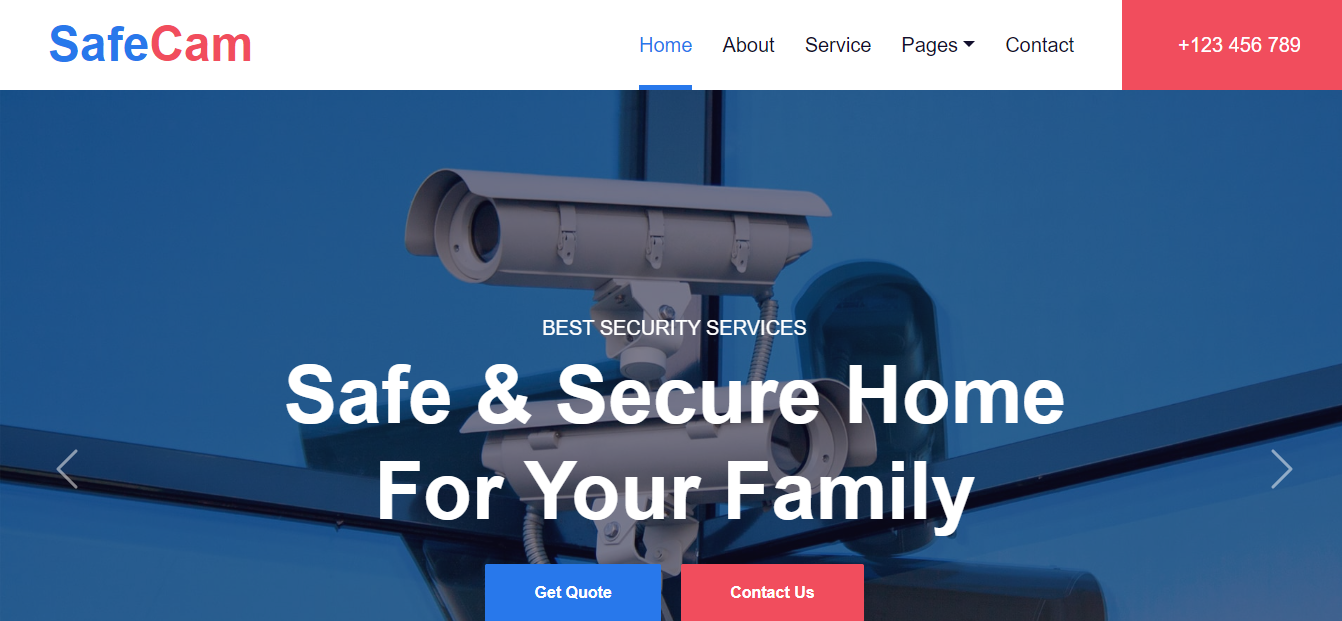 SafeCam
Home About Service Pages Contact
+123 456 789
BEST SECURITY SERVICES
Safe & Secure Home
For Your Family
Get Quote Contact Us